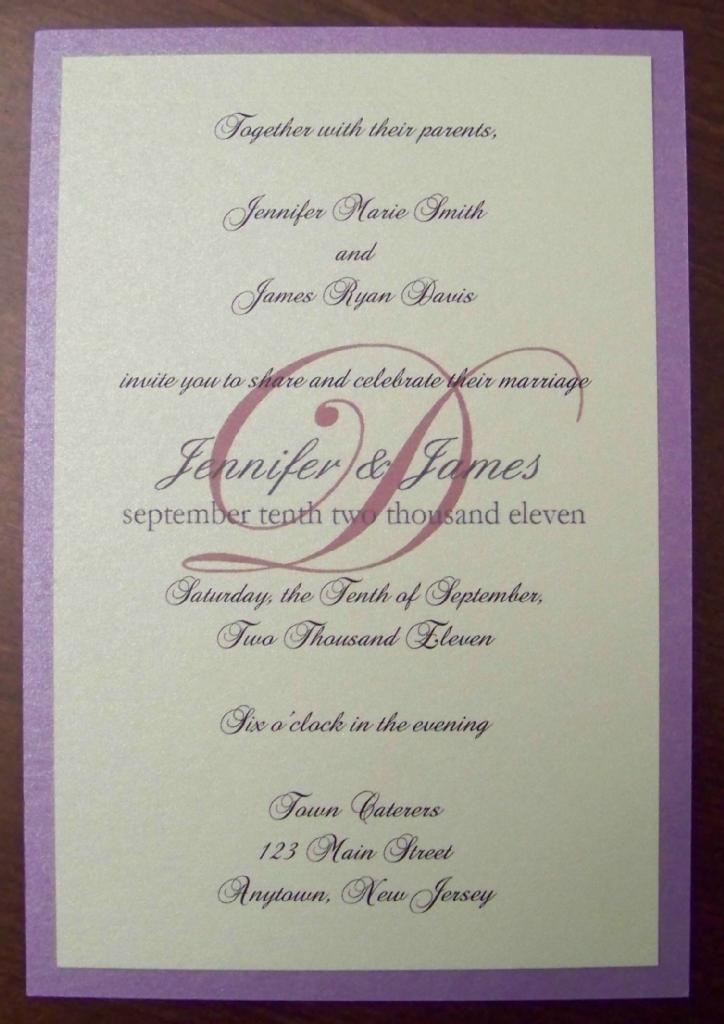 Together with their parents,
Jennifer Marie Smith
and
James Ryan Davis
invite you to share and celebrate their marriage
D
Jennifer & James
september tenth two thousand eleven
Saturday, the Tenth of September,
Two Thousand Eleven
Six o'clock in the evening
Town Caterers
123 Main Street
Anytown, New Jersey